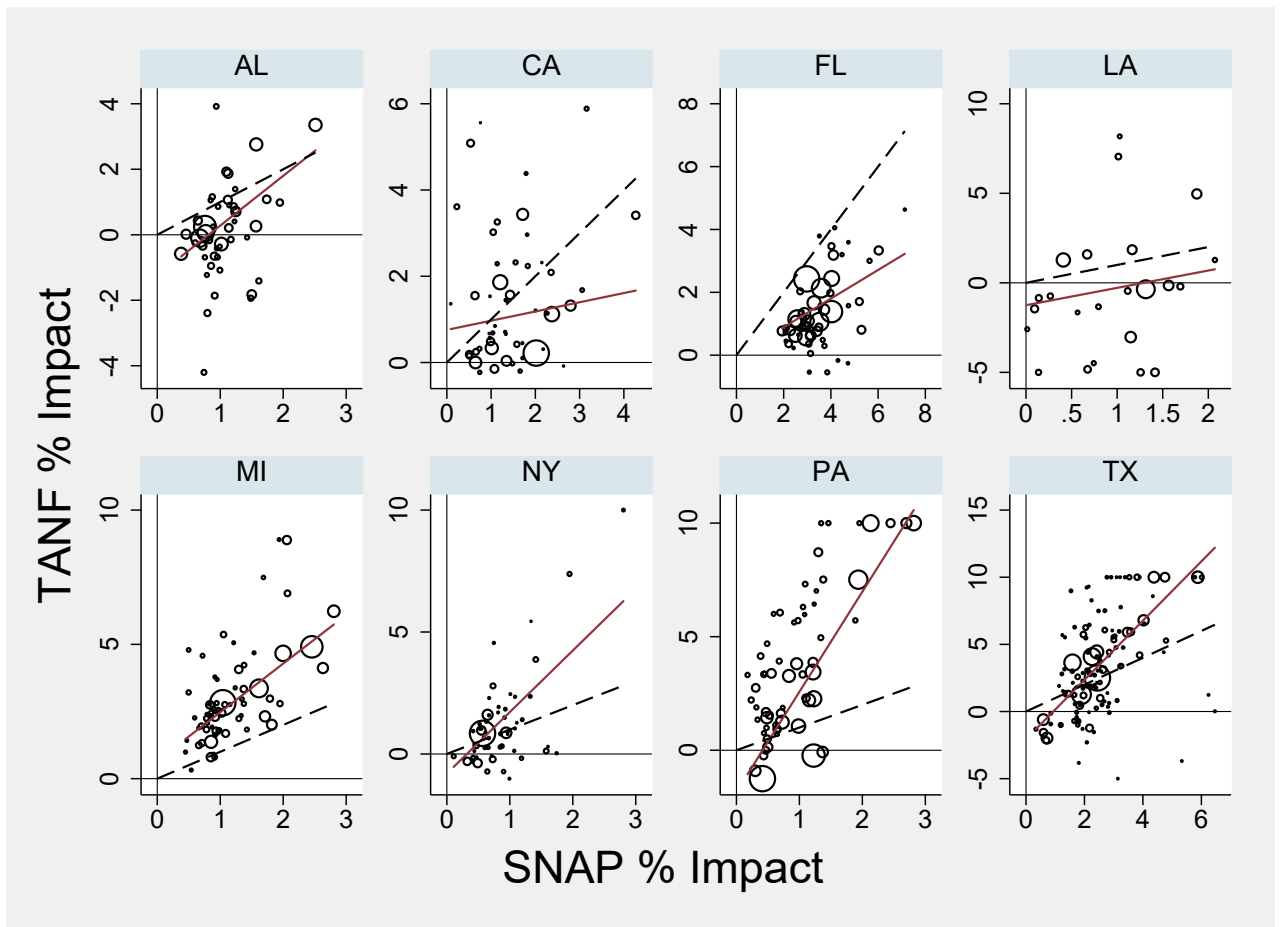 AL CA FL LA
4 6 8 10
2 4 6 5
0 2 4 0
-2 0 2 -5
-4 0
0 1 2 3 0 1 2 3 4 0 2 4 6 8 0 .5 1 1.5 2
TANF % Impact
MI NY PA TX
10 10 10 15
5 5 5 10
0 0 0 5
0
-5
0 1 2 3 0 1 2 3 0 1 2 3 0 2 4 6
SNAP % Impact